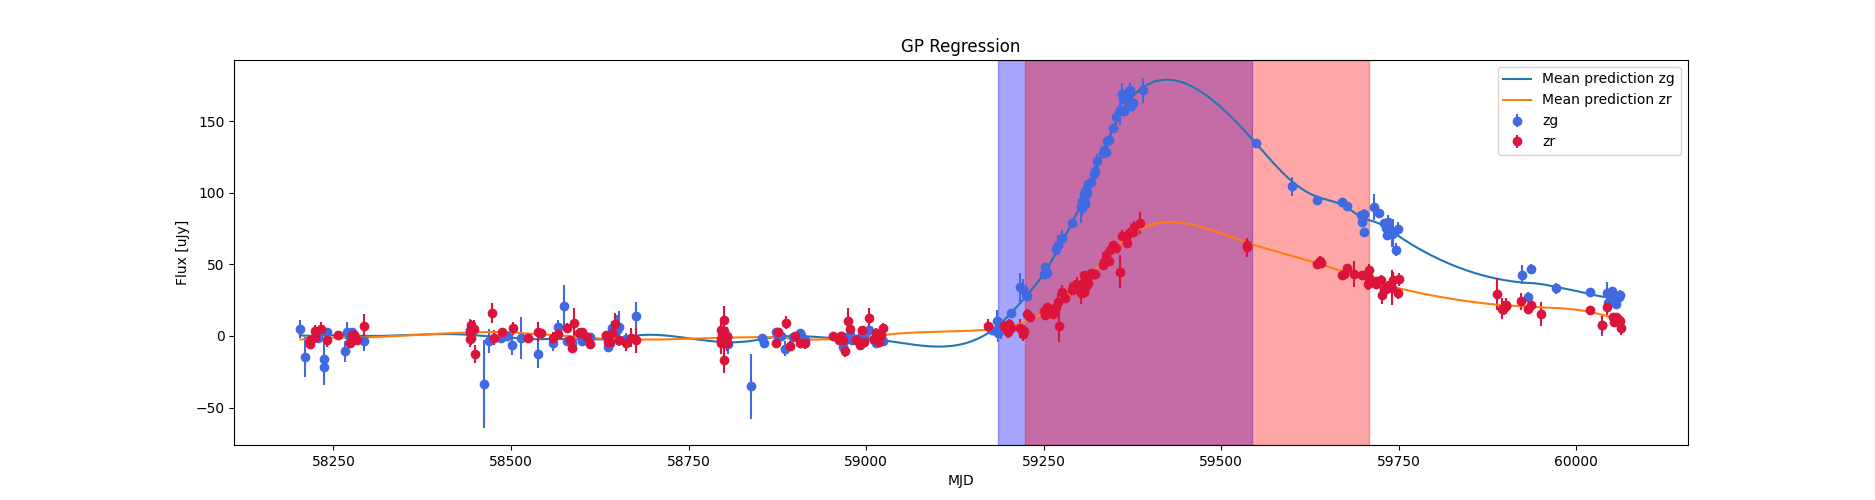 GP Regression
Flux [uJy]
150
100
50
0
−50
58250
58500
58750
59000
59250
59500
59750
60000
MJD
Mean prediction zg
Mean prediction zr
zg
zr